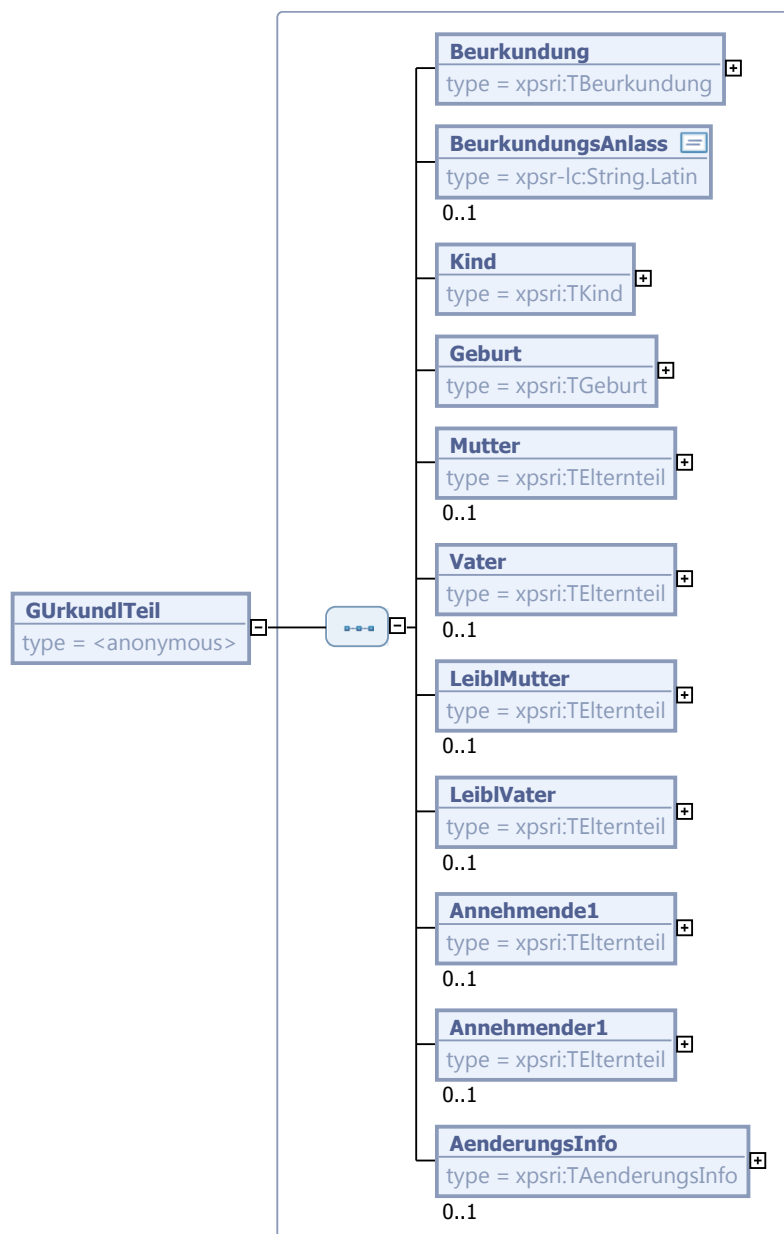 Beurkundung
type = xpsri:TBeurkundung
BeurkundungsAnlass
type = xpsr-lc:String.Latin
0..1
Kind
type = xpsri:TKind
Geburt
type = xpsri:TGeburt
Mutter
type = xpsri:TElternteil
0..1
Vater
type = xpsri:TElternteil
0..1
GUrkundlTeil
type = <anonymous>
LeiblMutter
type = xpsri:TElternteil
0..1
LeiblVater
type = xpsri:TElternteil
0..1
Annehmende1
type = xpsri:TElternteil
0..1
Annehmender1
type = xpsri:TElternteil
0..1
AenderungsInfo
type = xpsri:TAenderungsInfo
0..1